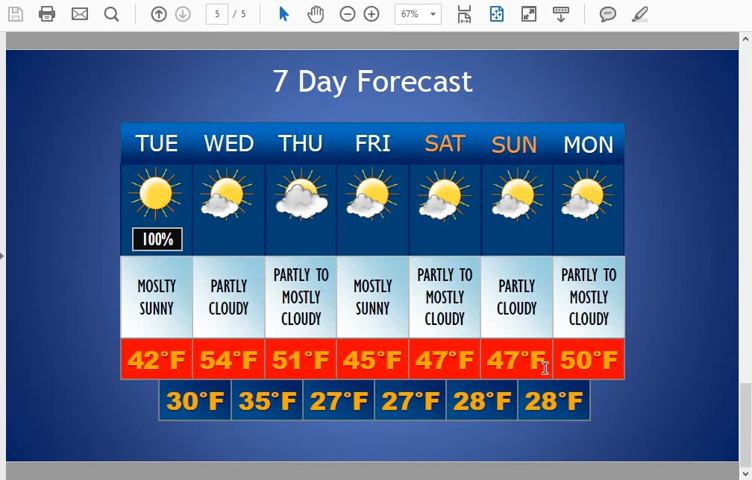 5 / 5
67%
7 Day Forecast
TUE WED THU FRI SAT SUN MON
100%
MOSLTY SUNNY
PARTLY CLOUDY
PARTLY TO MOSTLY CLOUDY
MOSTLY SUNNY
PARTLY TO MOSTLY CLOUDY
PARTLY CLOUDY
PARTLY TO MOSTLY CLOUDY
42°F 54°F 51°F 45°F 47°F 47°F 50°F
30°F 35°F 27°F 27°F 28°F 28°F